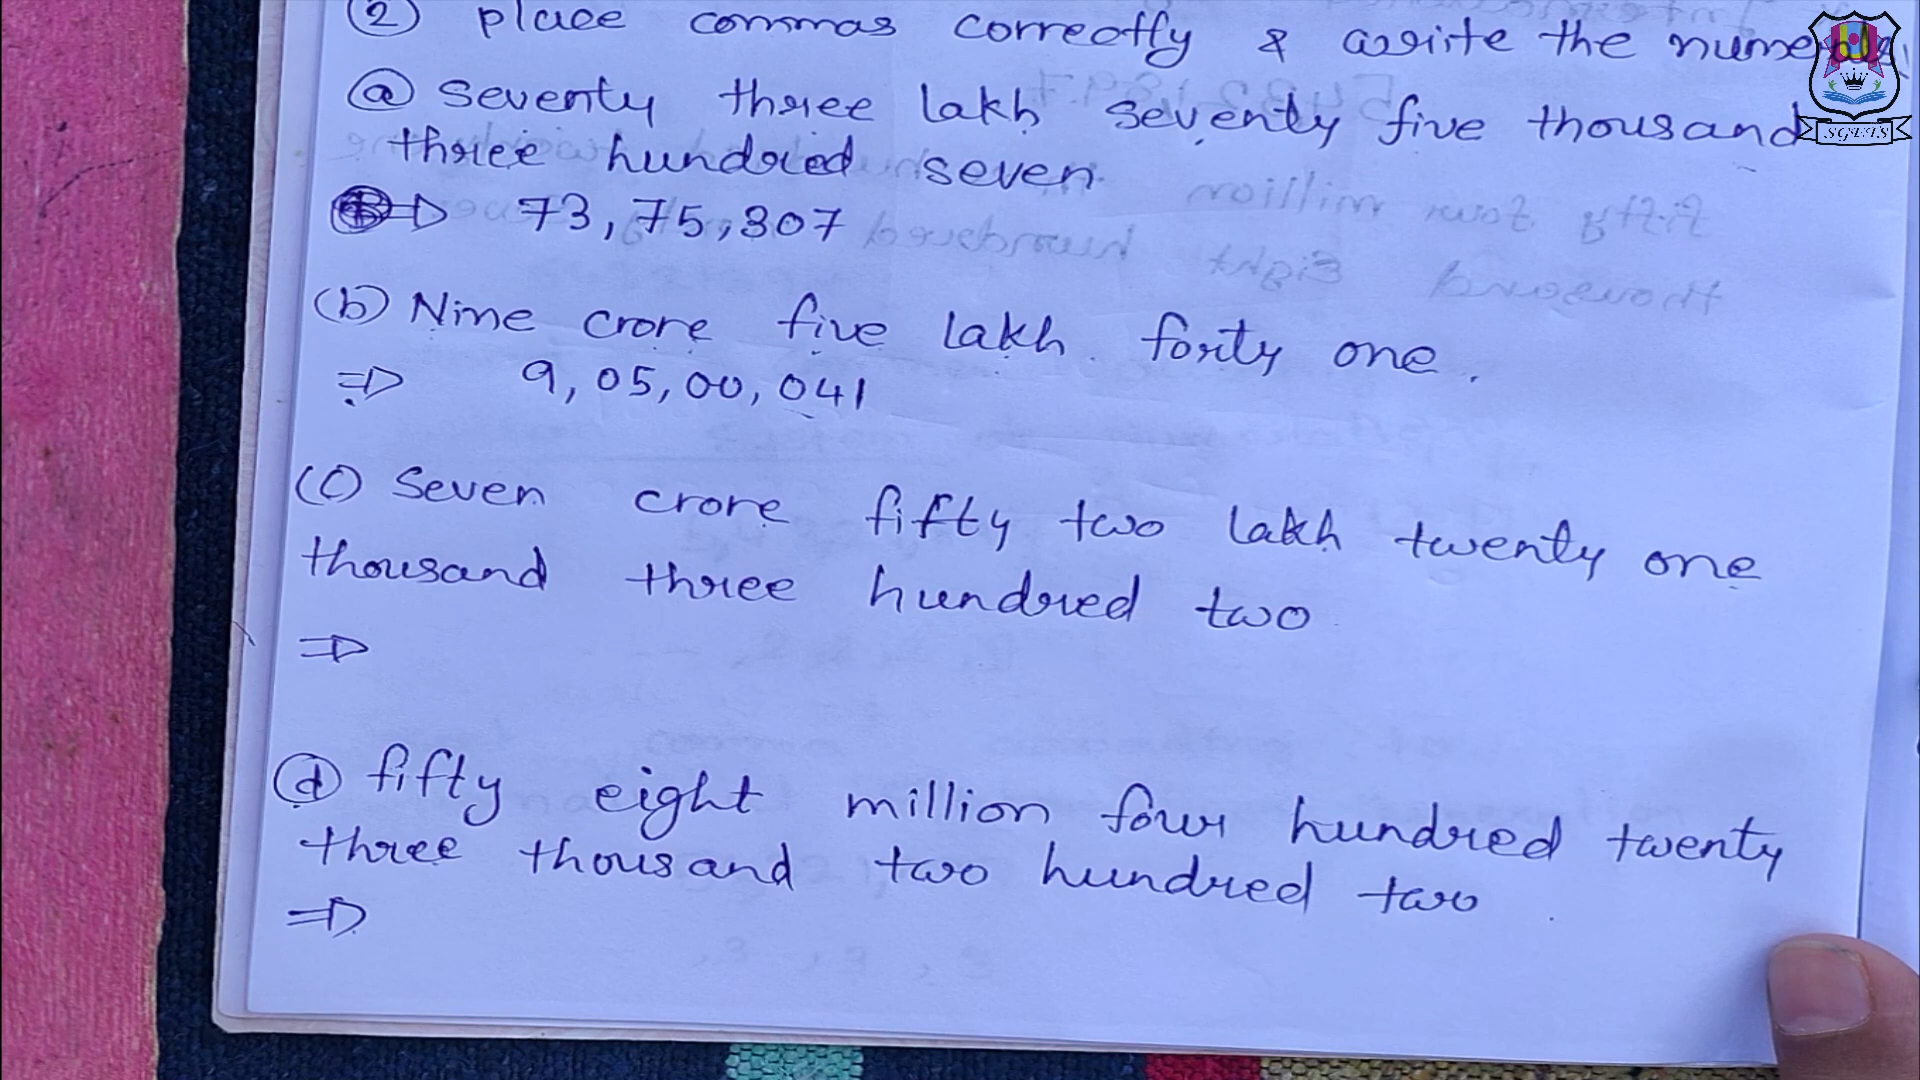 ② place commas correctly & write the
ⓐ seventy three lakh seventy five thousand
three hundred seven
⇒ 73,75,307
(b) Nine crore five lakh forty one.
⇒ 9,05,00,041
(c) Seven crore fifty two lakh twenty one
thousand three hundred two
⇒
ⓓ fifty eight million four hundred twenty
three thousand two hundred two
⇒